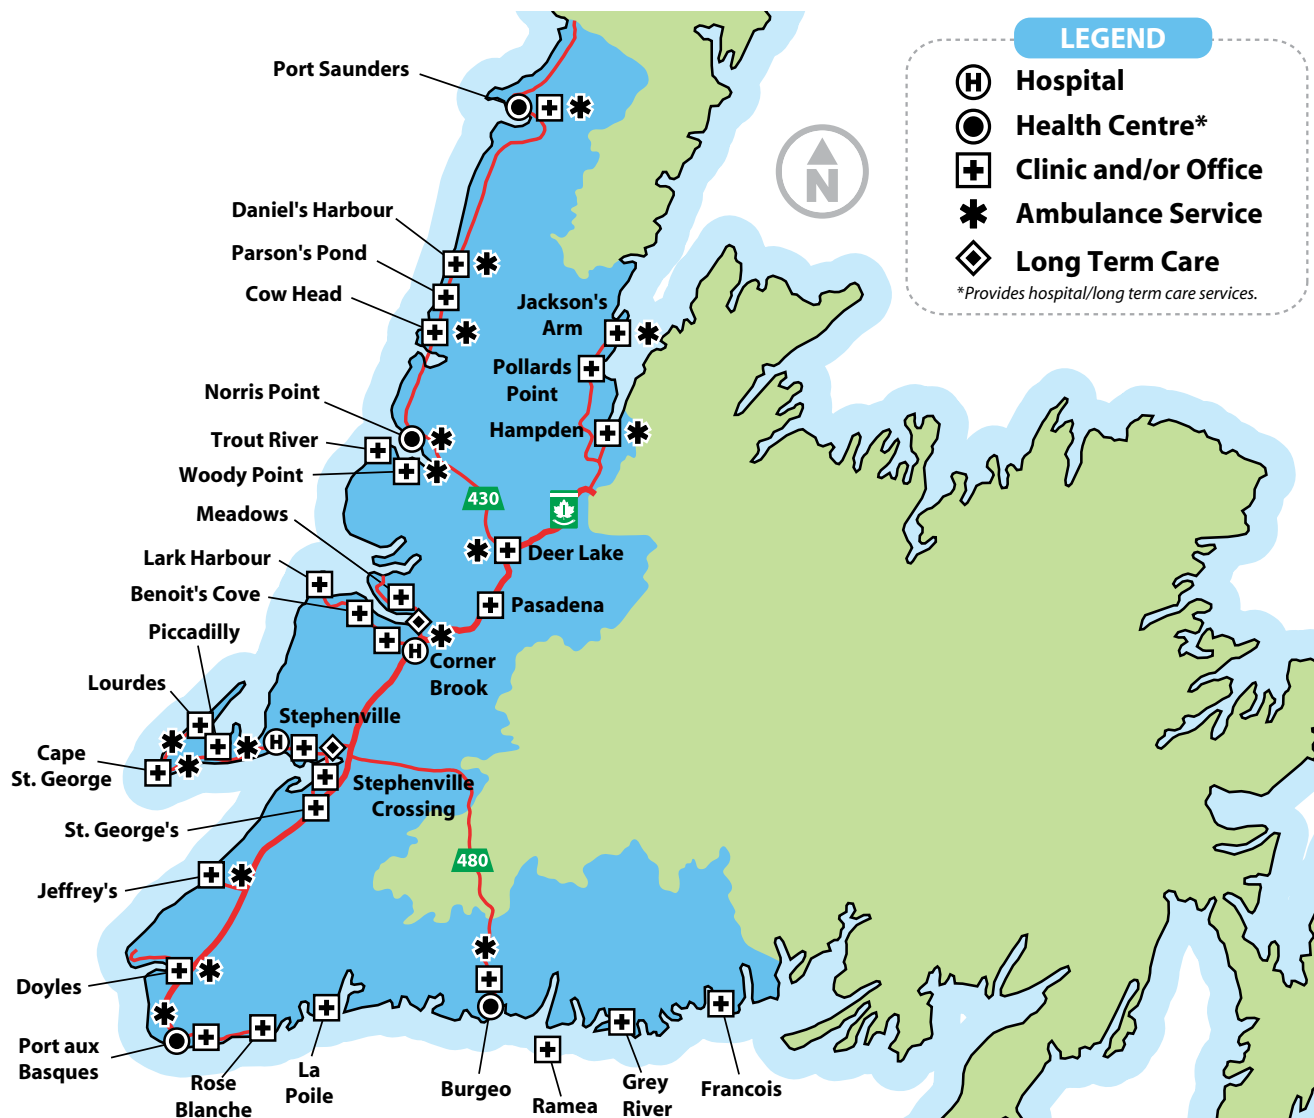 LEGEND
H Hospital
Health Centre*
Clinic and/or Office
Ambulance Service
Long Term Care
*Provides hospital/long term care services.
N
Port Saunders
Daniel's Harbour
Parson's Pond
Cow Head
Jackson's
Arm
Pollards
Point
Norris Point
Hampden
Trout River
Woody Point
430
1
Meadows
Deer Lake
Lark Harbour
Benoit's Cove
Pasadena
Piccadilly
H
Corner
Brook
Lourdes
Stephenville
H
Cape
St. George
Stephenville
Crossing
St. George's
480
Jeffrey's
Doyles
Port aux
Basques
Rose
Blanche
La
Poile
Burgeo
Ramea
Grey
River
Francois